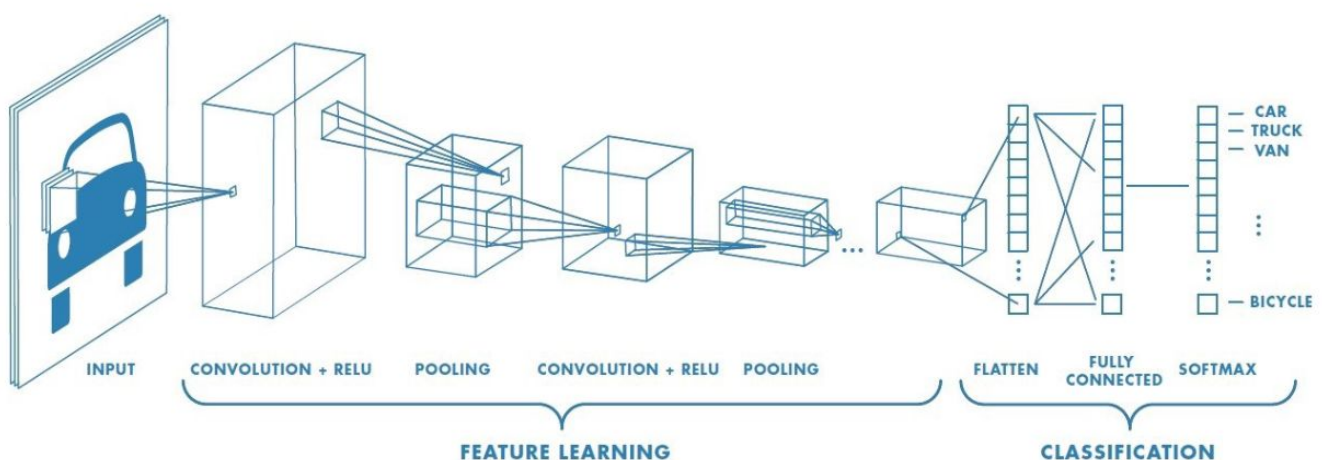 CAR
TRUCK
VAN
BICYCLE
INPUT
CONVOLUTION + RELU
POOLING
CONVOLUTION + RELU
POOLING
FLATTEN
FULLY
CONNECTED
SOFTMAX
FEATURE LEARNING
CLASSIFICATION